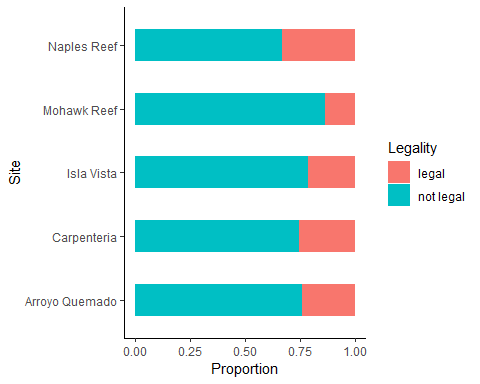 Naples Reef
Mohawk Reef
Isla Vista
Carpenteria
Arroyo Quemado
Site
0.00 0.25 0.50 0.75 1.00
Proportion
Legality
legal
not legal